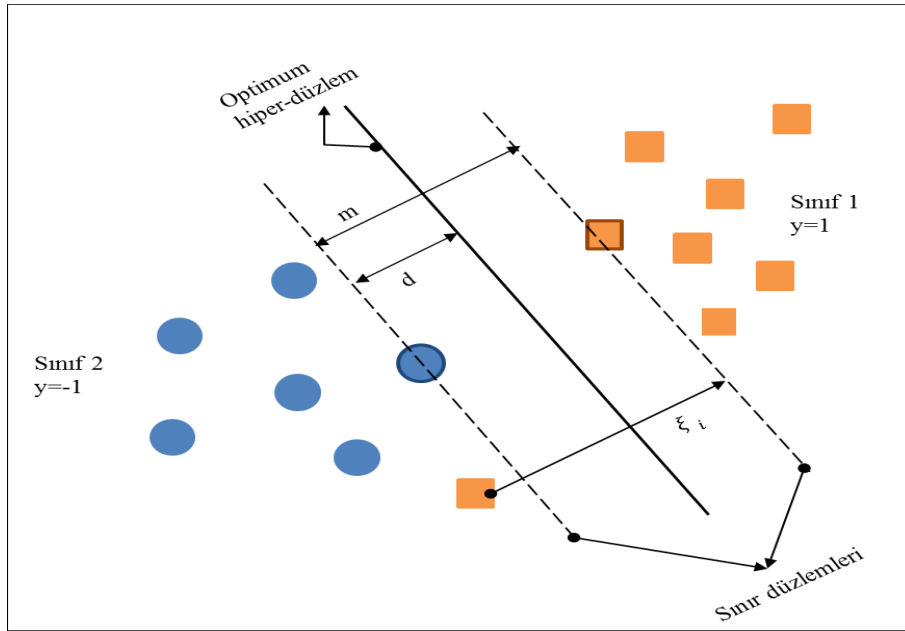 Optimum
hiper-düzlem
m
d
Sınıf 1
y=1
Sınıf 2
y=-1
ξ i
Sınır düzlemleri